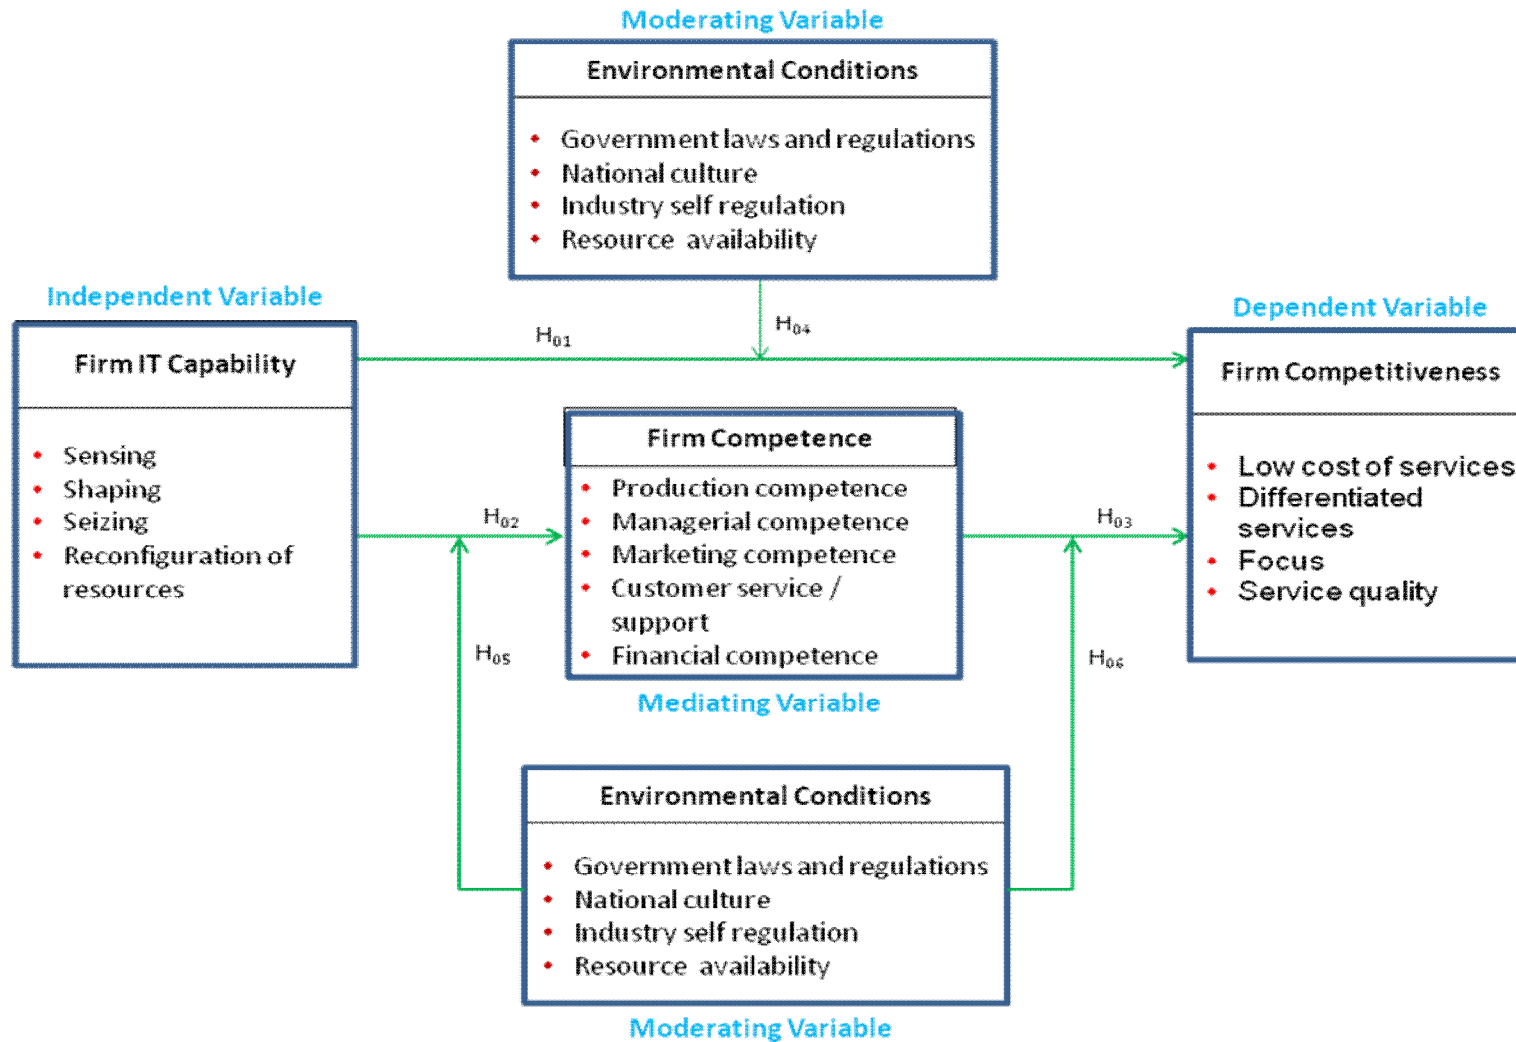 Moderating Variable
Environmental Conditions
• Government laws and regulations
• National culture
• Industry self regulation
• Resource availability
Independent Variable
Firm IT Capability
• Sensing
• Shaping
• Seizing
• Reconfiguration of
resources
H01
H04
Dependent Variable
Firm Competitiveness
• Low cost of services
• Differentiated
services
• Focus
• Service quality
Firm Competence
• Production competence
• Managerial competence
• Marketing competence
• Customer service /
support
• Financial competence
Mediating Variable
H02
H03
H05
H06
Environmental Conditions
• Government laws and regulations
• National culture
• Industry self regulation
• Resource availability
Moderating Variable